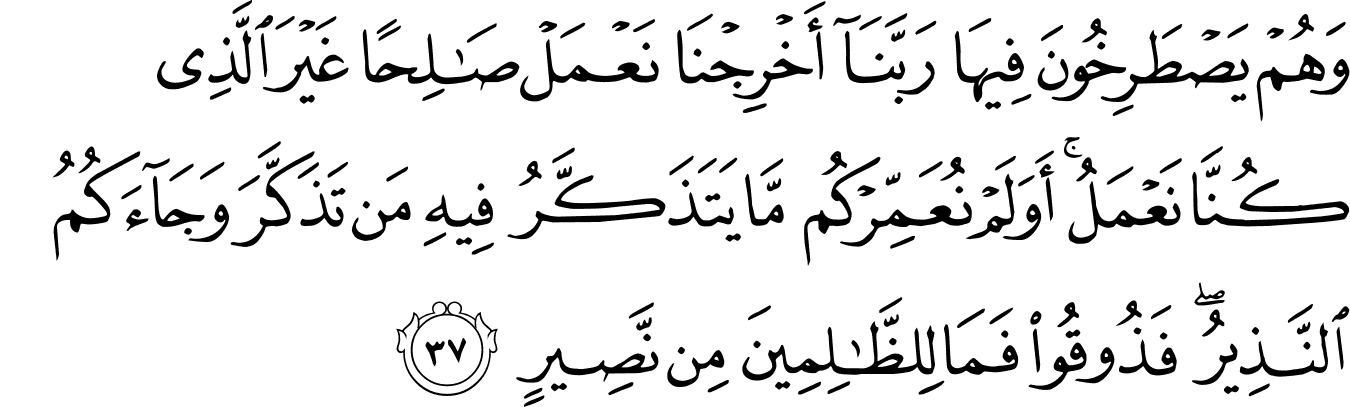 وَهُمْ يَصْطَرِخُونَ فِيهَا رَبَّنَآ أَخْرِجْنَا نَعْمَلْ صَٰلِحًا غَيْرَ ٱلَّذِى
كُنَّا نَعْمَلُ ۚ أَوَلَمْ نُعَمِّرْكُم مَّا يَتَذَكَّرُ فِيهِ مَن تَذَكَّرَ وَجَآءَكُمُ
ٱلنَّذِيرُ ۖ فَذُوقُوا۟ فَمَا لِلظَّٰلِمِينَ مِن نَّصِيرٍ ٣٧